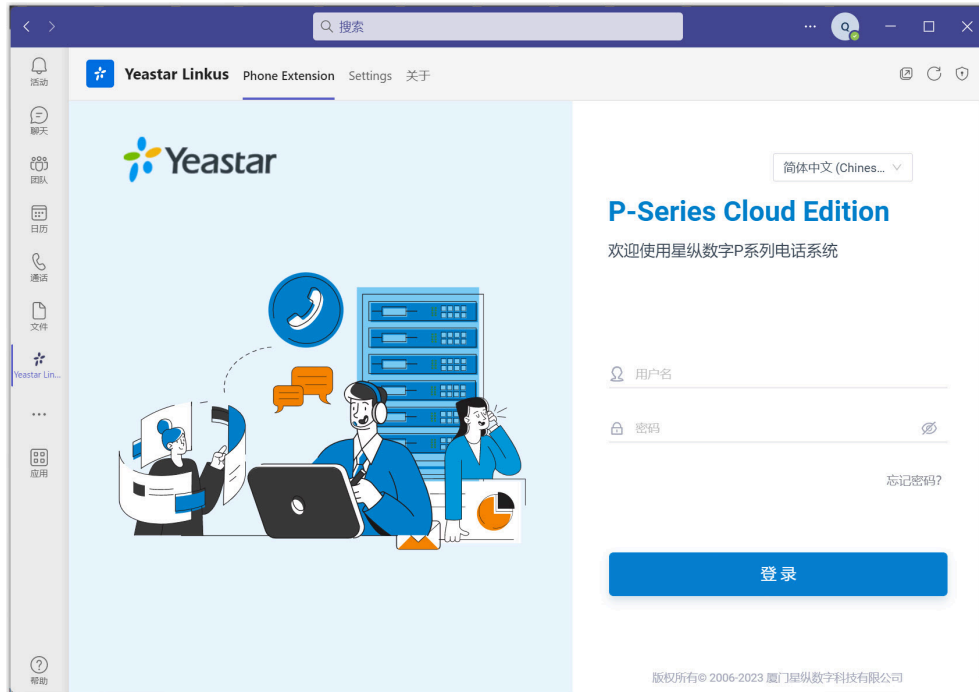 搜索
Q
活动
聊天
团队
日历
通话
文件
Yeastar Lin...
应用
帮助
Yeastar Linkus Phone Extension Settings 关于
Yeastar
简体中文 (Chines...
P-Series Cloud Edition
欢迎使用星纵数字P系列电话系统
用户名
密码
忘记密码?
登录
版权所有© 2006-2023 厦门星纵数字科技有限公司